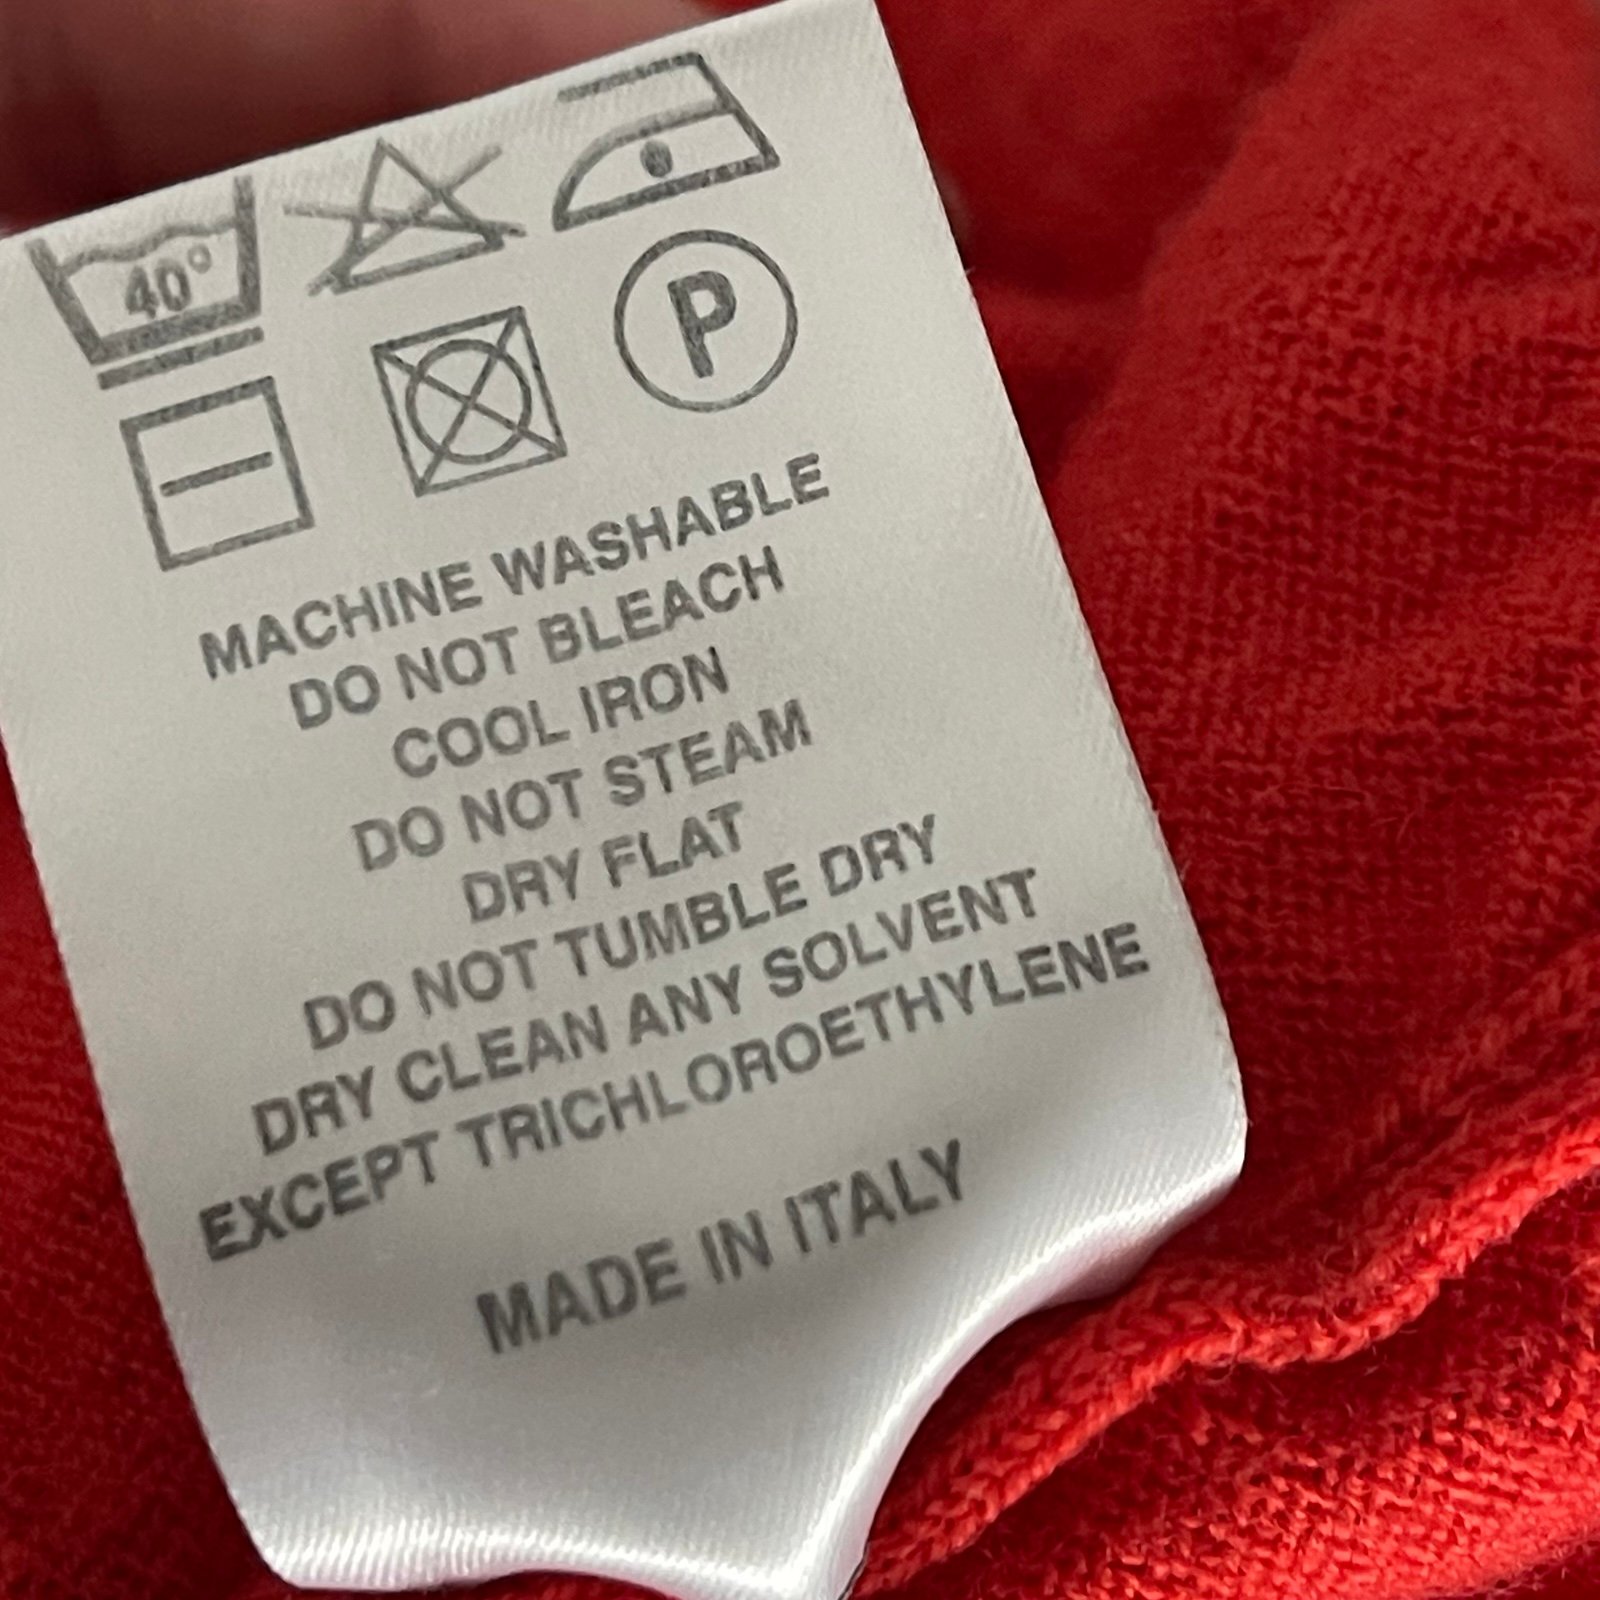 40°
P
MACHINE WASHABLE
DO NOT BLEACH
COOL IRON
DO NOT STEAM
DRY FLAT
DO NOT TUMBLE DRY
DRY CLEAN ANY SOLVENT
EXCEPT TRICHLOROETHYLENE
MADE IN ITALY